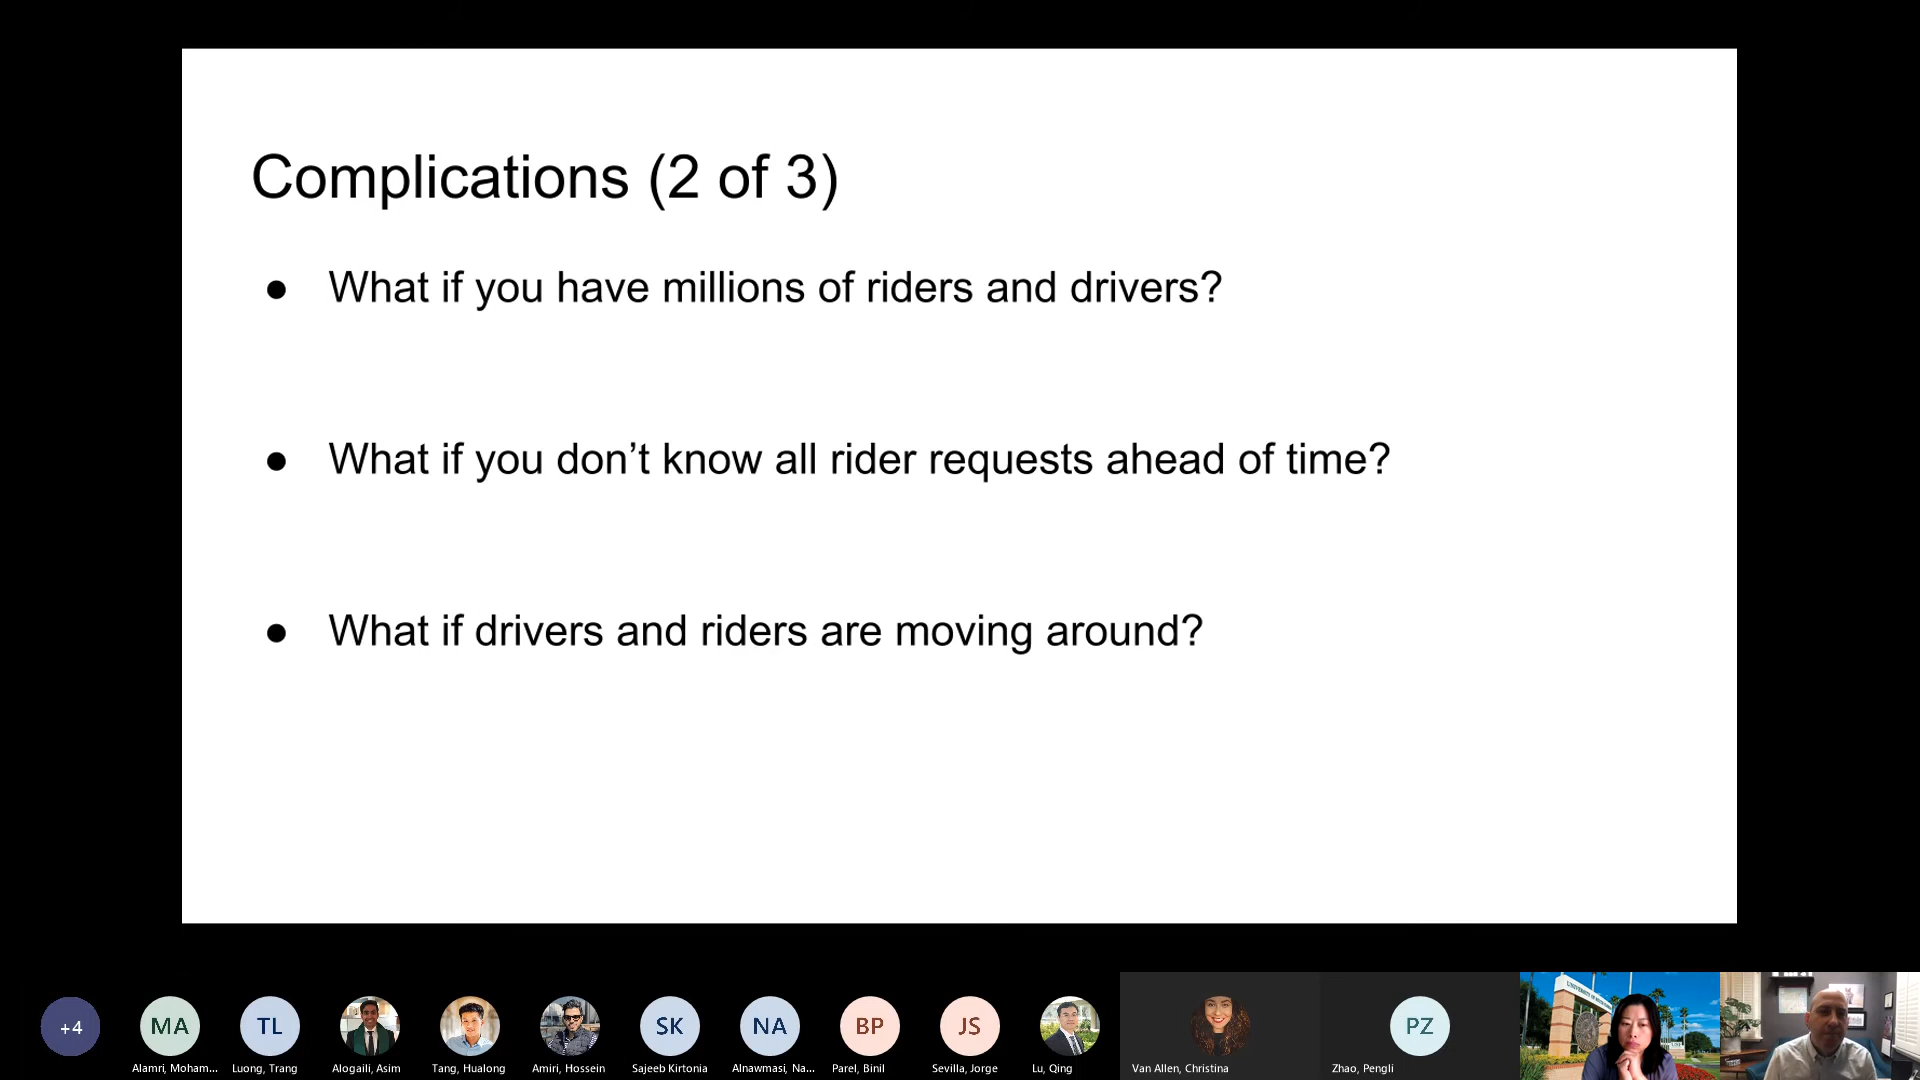 Complications (2 of 3)
● What if you have millions of riders and drivers?
● What if you don’t know all rider requests ahead of time?
● What if drivers and riders are moving around?
+4
MA
TL
SK
NA
BP
JS
PZ
Alamri, Moham...
Luong, Trang
Alogaili, Asim
Tang, Hualong
Amiri, Hossein
Sajeeb Kirtonia
Alnawmasi, Na...
Parel, Binil
Sevilla, Jorge
Lu, Qing
Van Allen, Christina
Zhao, Pengli